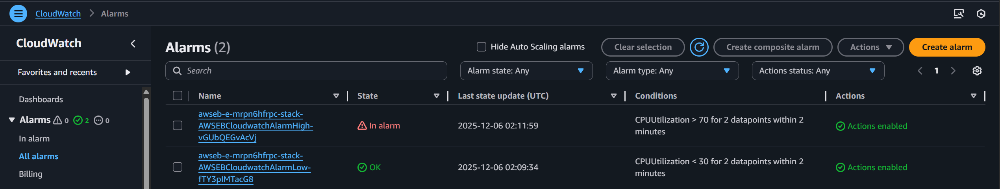 CloudWatch > Alarms
CloudWatch
Favorites and recents
Dashboards
Alarms 0 2 0
In alarm
All alarms
Billing
Alarms (2)
Hide Auto Scaling alarms
Clear selection
Create composite alarm
Actions
Create alarm
Search
Alarm state: Any
Alarm type: Any
Actions status: Any
1
Name State Last state update (UTC) Conditions Actions
awseb-e-mrpn6hfrpc-stack-
AWSEBCloudwatchAlarmHigh-
vGUbQEGvAcVj
In alarm
2025-12-06 02:11:59
CPUUtilization > 70 for 2 datapoints within 2
minutes
Actions enabled
awseb-e-mrpn6hfrpc-stack-
AWSEBCloudwatchAlarmLow-
fTY3pIMTacG8
OK
2025-12-06 02:09:34
CPUUtilization < 30 for 2 datapoints within 2
minutes
Actions enabled